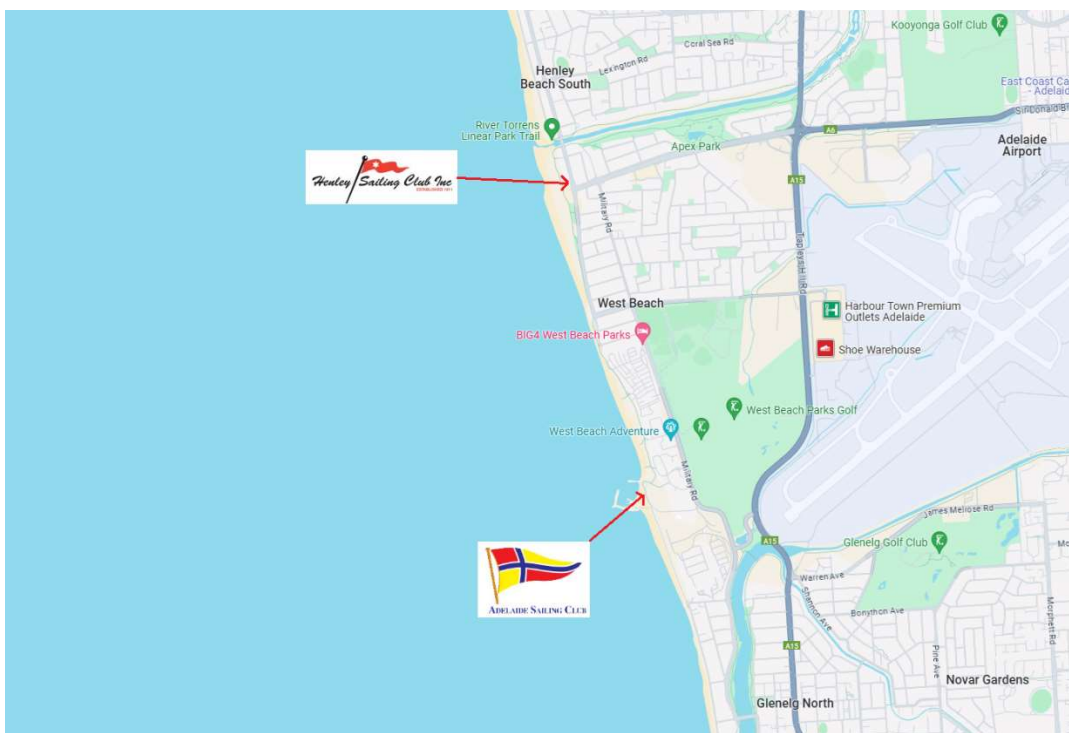 Kooyonga Golf Club
Coral Sea Rd
Lexington Rd
Henley
Beach South
East Coast Ca
- Adelaid
Sir Donald B
River Torrens
Linear Park Trail
A6
Apex Park
Adelaide
Airport
Henley Sailing Club Inc
A15
Military Rd
Tapleys Hill Rd
West Beach
Harbour Town Premium
Outlets Adelaide
BIG4 West Beach Parks
Shoe Warehouse
West Beach Parks Golf
West Beach Adventure
Military Rd
James Melrose Rd
A15
Glenelg Golf Club
Mo
Warren Ave
ADELAIDE SAILING CLUB
Shannon Ave
Bonython Ave
Morphett Rd
A15
Pine Ave
Novar Gardens
Glenelg North